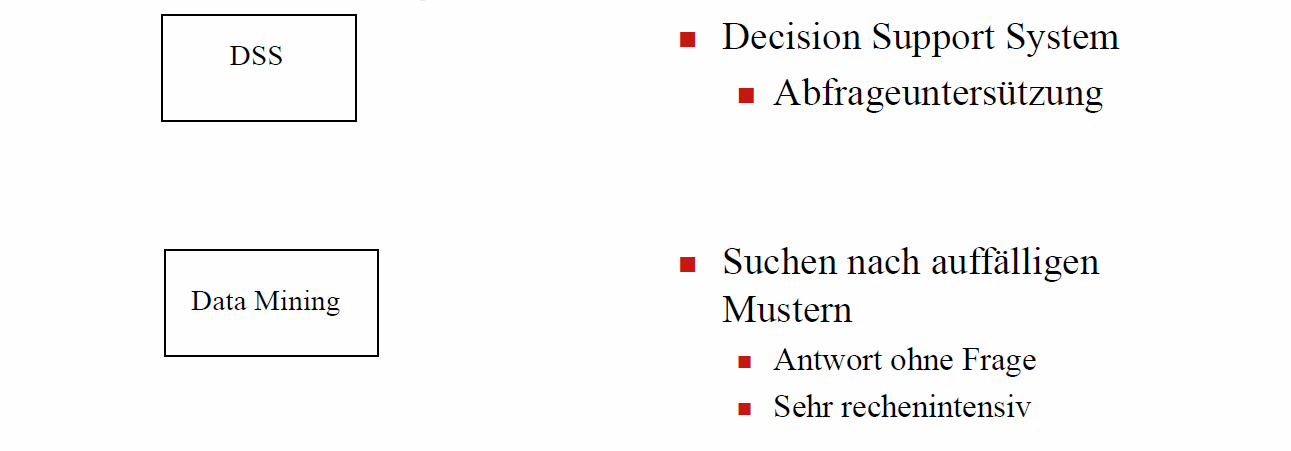 DSS
Decision Support System
Abfrageuntersützung
Data Mining
Suchen nach auffälligen
Mustern
Antwort ohne Frage
Sehr rechenintensiv